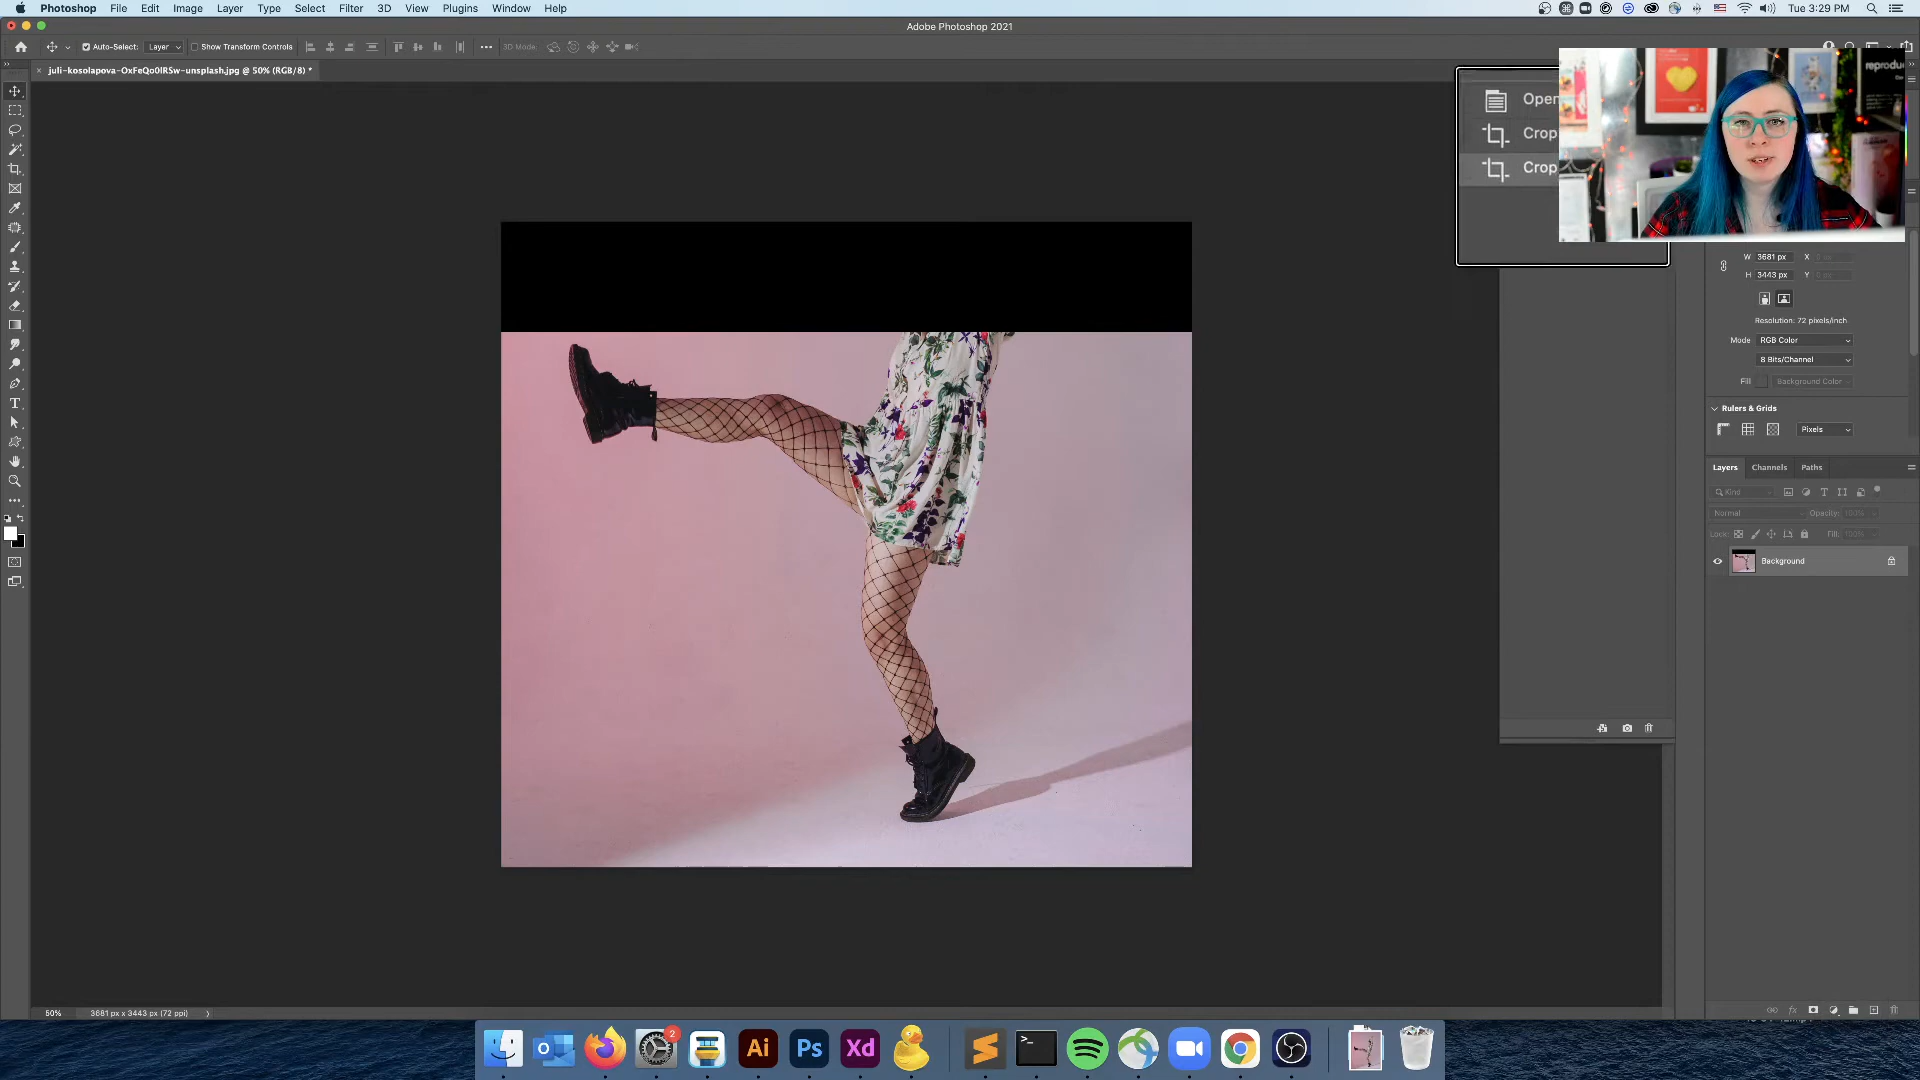 Photoshop File Edit Image Layer Type Select Filter 3D View Plugins Window Help
Tue 3:29 PM
Adobe Photoshop 2021
Auto-Select: Layer Show Transform Controls 3D Mode:
juli-kosolapova-OxFeQo0lRSw-unsplash.jpg @ 50% (RGB/8) *
Open
Crop
Crop
reprodu
W 3681 px X
H 3443 px Y
Resolution: 72 pixels/inch
Mode RGB Color
8 Bits/Channel
Fill Background Color
Rulers & Grids
Pixels
Layers Channels Paths
Kind
Normal Opacity: 100%
Lock: Fill: 100%
Background
50% 3681 px x 3443 px (72 ppi)
2
Ai Ps Xd